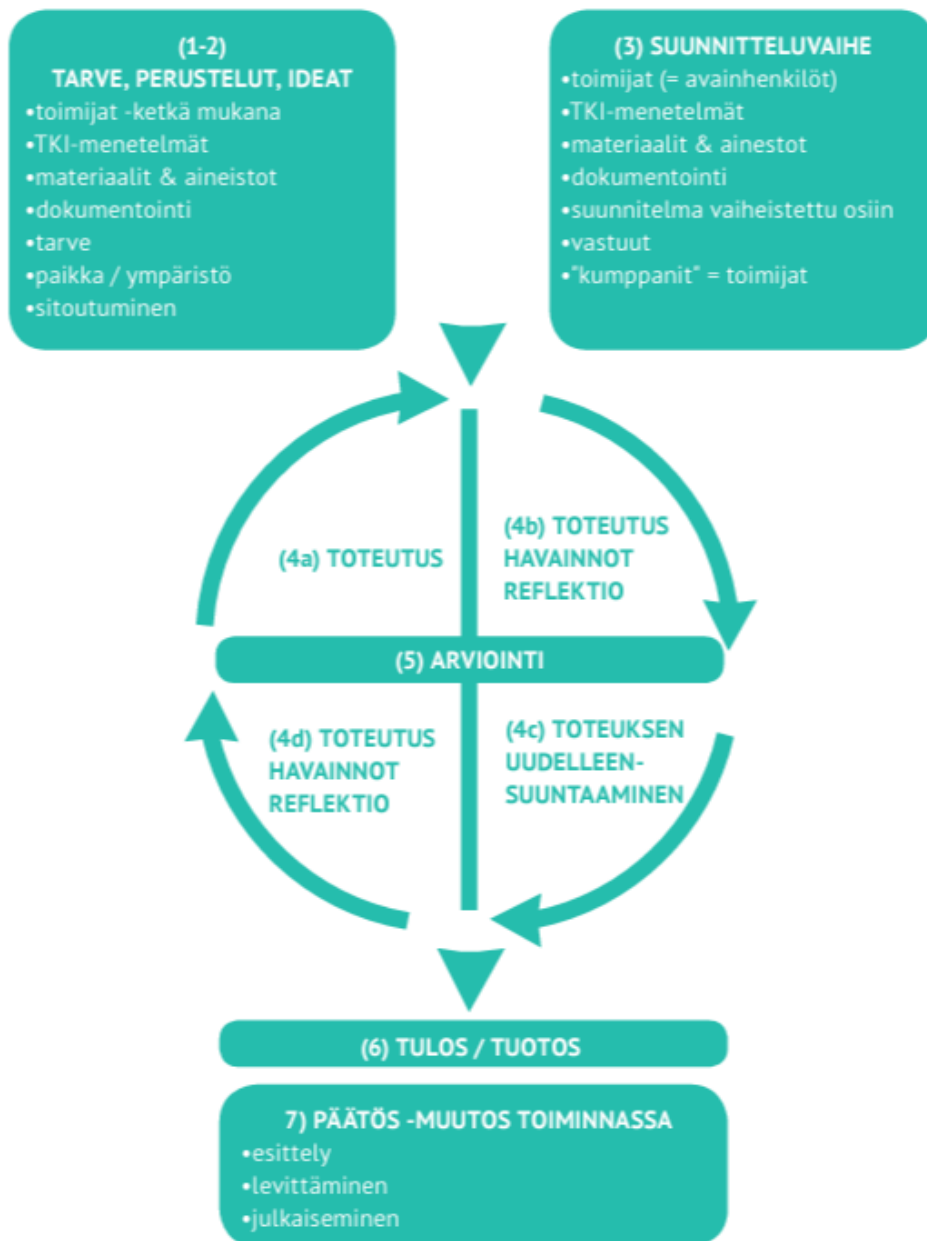 (1-2)
TARVE, PERUSTELUT, IDEAT
•toimijat -ketkä mukana
•TKI-menetelmät
•materiaalit & aineistot
•dokumentointi
•tarve
•paikka / ympäristö
•sitoutuminen
(3) SUUNNITTELUVAIHE
•toimijat (= avainhenkilöt)
•TKI-menetelmät
•materiaalit & ainestot
•dokumentointi
•suunnitelma vaiheistettu osiin
•vastuut
•"kumppanit" = toimijat
(4a) TOTEUTUS
(4b) TOTEUTUS
HAVAINNOT
REFLEKTIO
(5) ARVIOINTI
(4d) TOTEUTUS
HAVAINNOT
REFLEKTIO
(4c) TOTEUKSEN
UUDELLEEN-
SUUNTAAMINEN
(6) TULOS / TUOTOS
7) PÄÄTÖS -MUUTOS TOIMINNASSA
•esittely
•levittäminen
•julkaiseminen